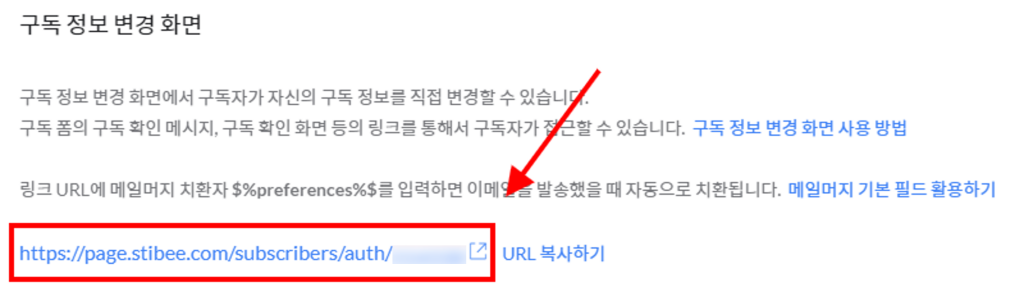 구독 정보 변경 화면
구독 정보 변경 화면에서 구독자가 자신의 구독 정보를 직접 변경할 수 있습니다.
구독 폼의 구독 확인 메시지, 구독 확인 화면 등의 링크를 통해서 구독자가 접근할 수 있습니다. 구독 정보 변경 화면 사용 방법
링크 URL에 메일머지 치환자 $%preferences%$를 입력하면 이메일을 발송했을 때 자동으로 치환됩니다. 메일머지 기본 필드 활용하기
https://page.stibee.com/subscribers/auth/ URL 복사하기